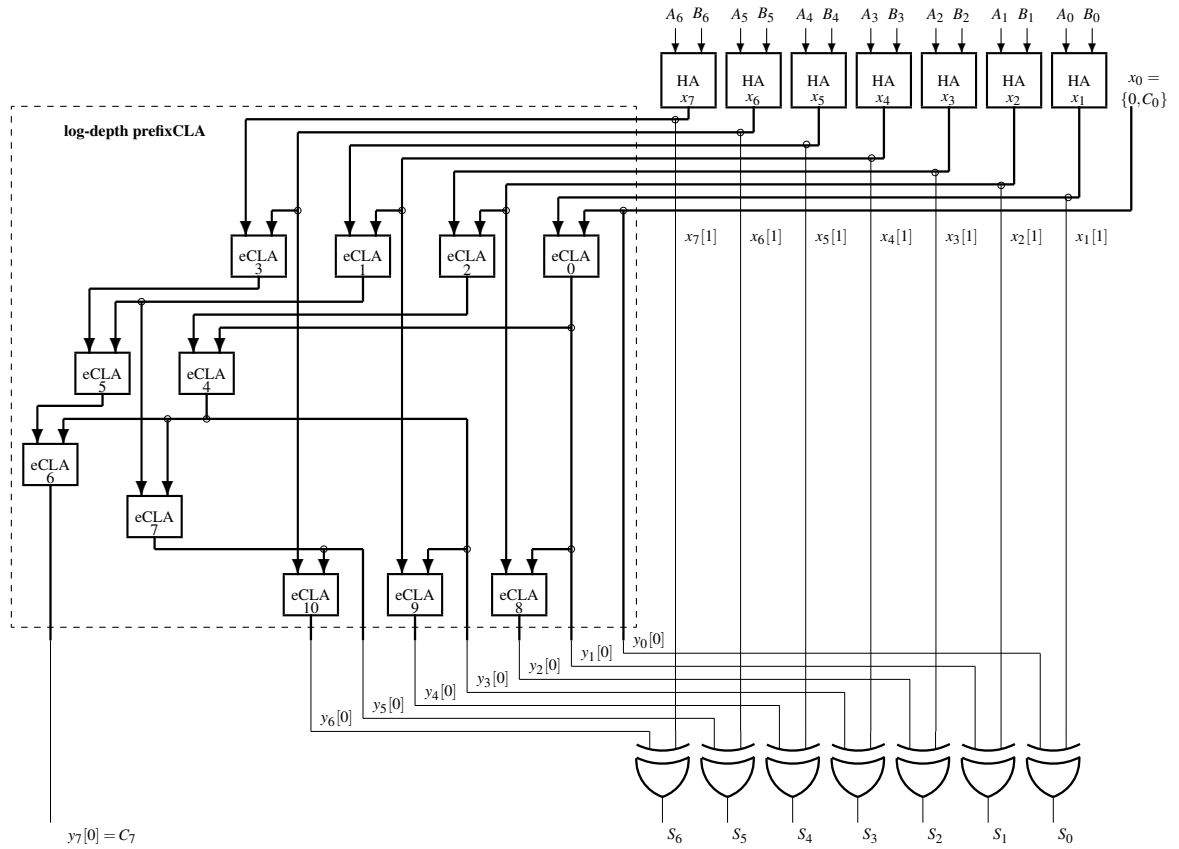 A6 B6 A5 B5 A4 B4 A3 B3 A2 B2 A1 B1 A0 B0
HA HA HA HA HA HA HA x0 =
x7 x6 x5 x4 x3 x2 x1 {0,C0}
log-depth prefixCLA
x7[1] x6[1] x5[1] x4[1] x3[1] x2[1] x1[1]
eCLA eCLA eCLA eCLA
3 1 2 0
eCLA eCLA
5 4
eCLA
6
eCLA
7
eCLA eCLA eCLA
10 9 8
y0[0]
y1[0]
y2[0]
y3[0]
y4[0]
y5[0]
y6[0]
y7[0] = C7 S6 S5 S4 S3 S2 S1 S0